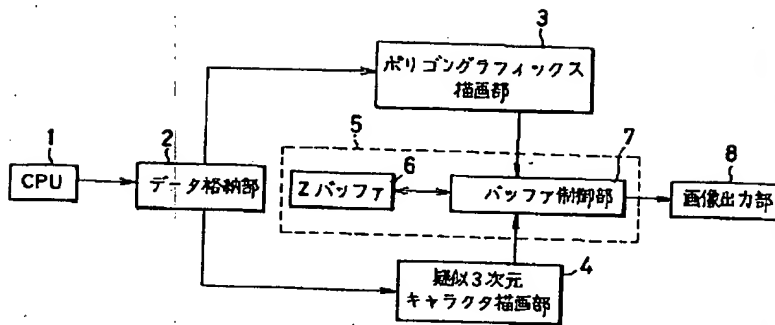 3
ポリゴングラフィックス
描画部
1
2
5
6
7
8
CPU
データ格納部
Zバッファ
バッファ制御部
画像出力部
疑似3次元
キャラクタ描画部
4